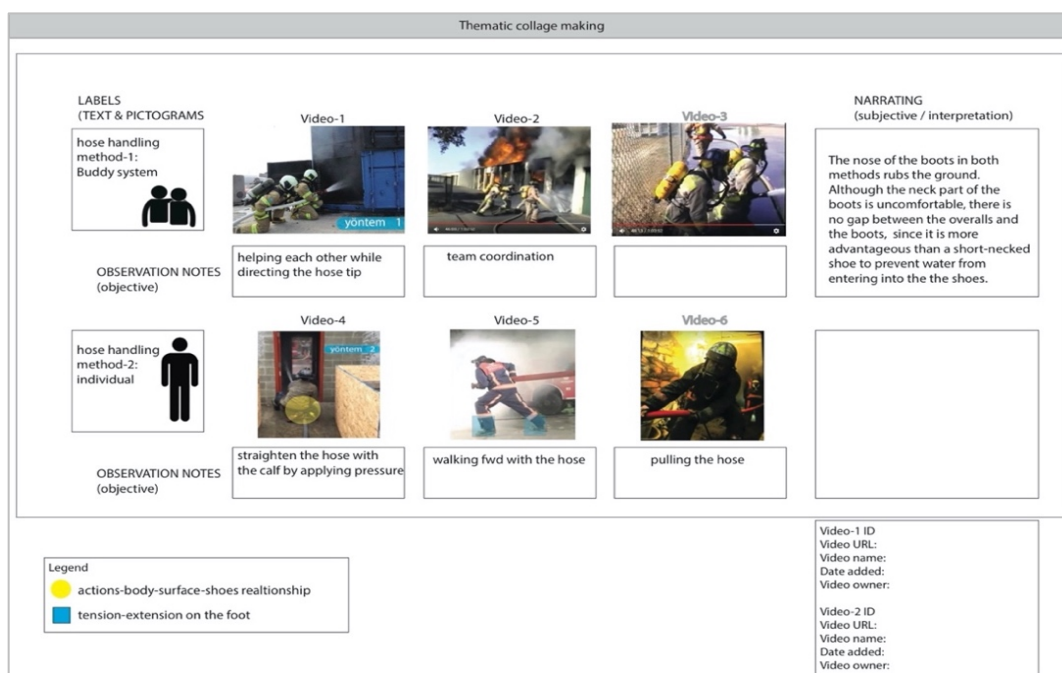 Thematic collage making
LABELS
(TEXT & PICTOGRAMS
NARRATING
(subjective / interpretation)
Video-1
Video-2
Video-3
hose handling
method-1:
Buddy system
yöntem 1
The nose of the boots in both
methods rubs the ground.
Although the neck part of the
boots is uncomfortable, there is
no gap between the overalls and
the boots, since it is more
advantageous than a short-necked
shoe to prevent water from
entering into the the shoes.
OBSERVATION NOTES
(objective)
helping each other while
directing the hose tip
team coordination
Video-4
Video-5
Video-6
hose handling
method-2:
individual
yöntem 2
OBSERVATION NOTES
(objective)
straighten the hose with
the calf by applying pressure
walking fwd with the hose
pulling the hose
Legend
actions-body-surface-shoes realtionship
tension-extension on the foot
Video-1 ID
Video URL:
Video name:
Date added:
Video owner:
Video-2 ID
Video URL:
Video name:
Date added:
Video owner: